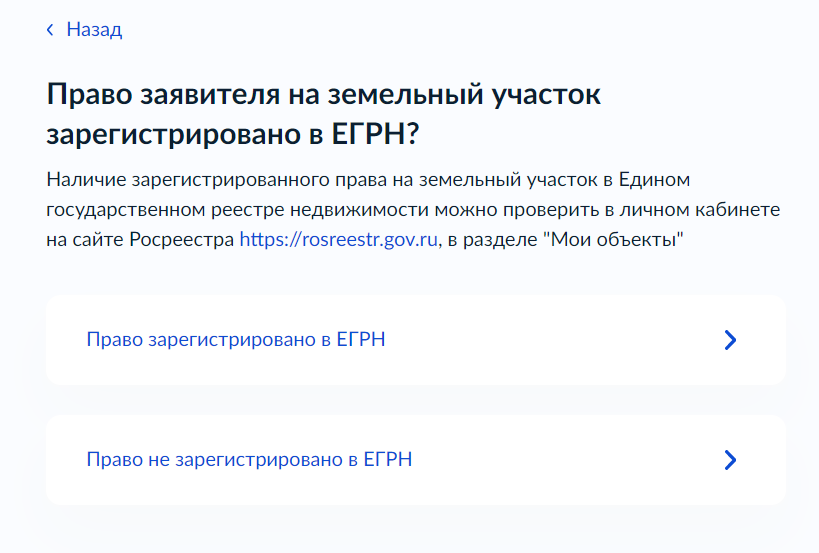 Назад
Право заявителя на земельный участок
зарегистрировано в ЕГРН?
Наличие зарегистрированного права на земельный участок в Едином
государственном реестре недвижимости можно проверить в личном кабинете
на сайте Росреестра https://rosreestr.gov.ru, в разделе "Мои объекты"
Право зарегистрировано в ЕГРН
Право не зарегистрировано в ЕГРН